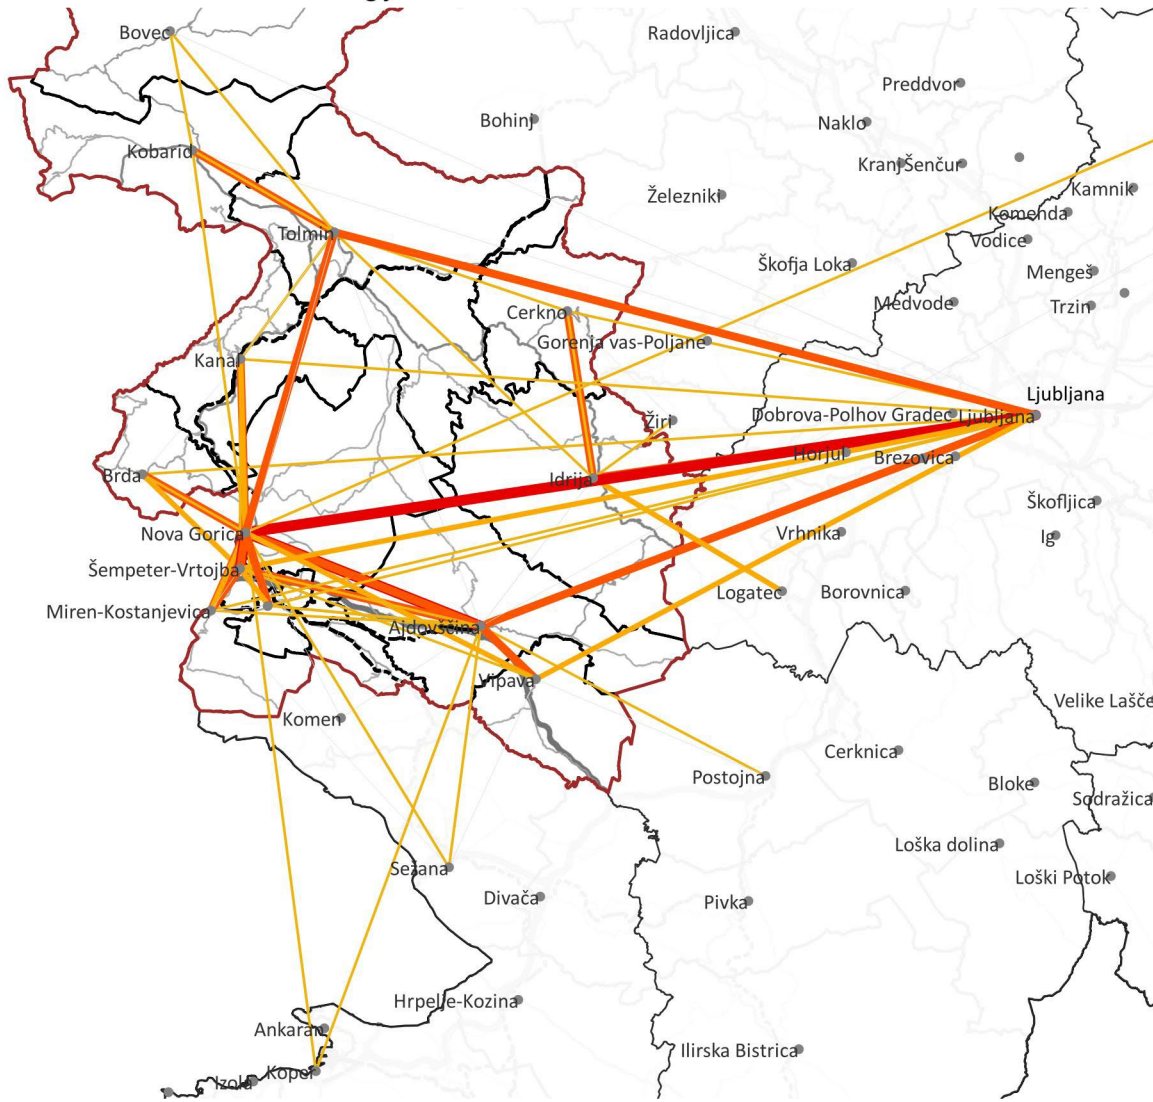 Bovec
Radovljica
Preddvor
Bohinj
Naklo
Kobarid
Kranj
Šenčur
Kamnik
Železniki
Komenda
Tolmin
Vodice
Škofja Loka
Mengeš
Medvode
Trzin
Cerkno
Gorenja vas-Poljane
Kanal
Ljubljana
Žiri
Dobrova-Polhov Gradec
Ljubljana
Horjul
Brezovica
Brda
Idrija
Škofljica
Nova Gorica
Vrhnika
Ig
Šempeter-Vrtojba
Logatec
Borovnica
Miren-Kostanjevica
Ajdovščina
Vipava
Velike Lašče
Komen
Cerknica
Postojna
Bloke
Sodražica
Loška dolina
Sežana
Loški Potok
Divača
Pivka
Hrpelje-Kozina
Ankaran
Ilirska Bistrica
Koper
Izola